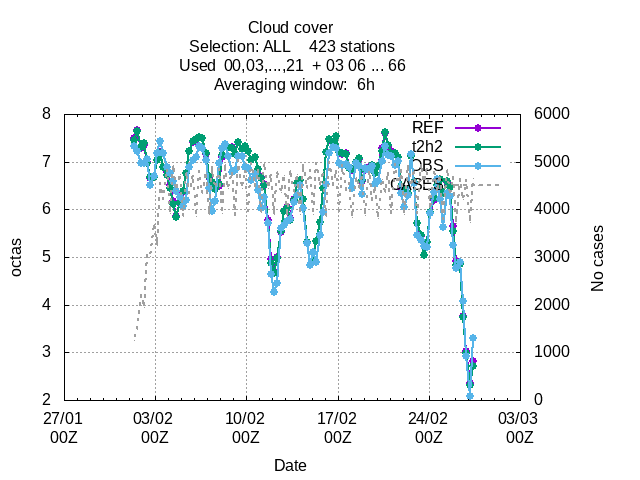 Cloud cover
Selection: ALL 423 stations
Used 00,03,...,21 + 03 06 ... 66
Averaging window: 6h
8
7
6
5
4
3
2
octas
6000
5000
4000
3000
2000
1000
0
No cases
REF
t2h2
OBS
CASES
27/01 03/02 10/02 17/02 24/02 03/03
00Z 00Z 00Z 00Z 00Z 00Z
Date